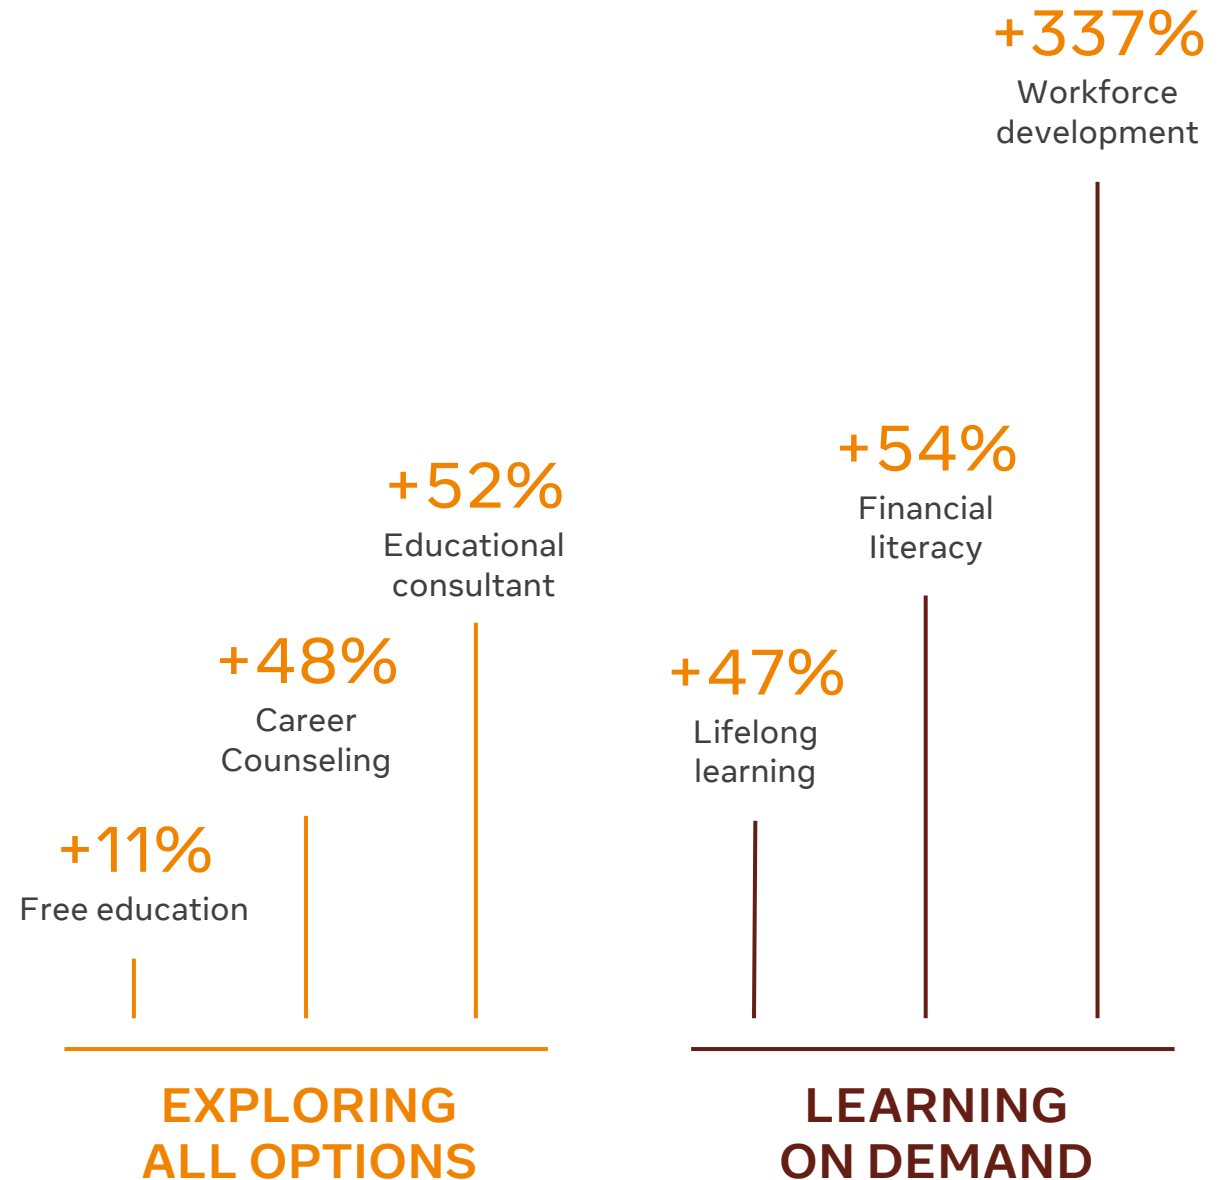 +11%
Free education
+48%
Career
Counseling
+52%
Educational
consultant
EXPLORING
ALL OPTIONS
+47%
Lifelong
learning
+54%
Financial
literacy
+337%
Workforce
development
LEARNING
ON DEMAND